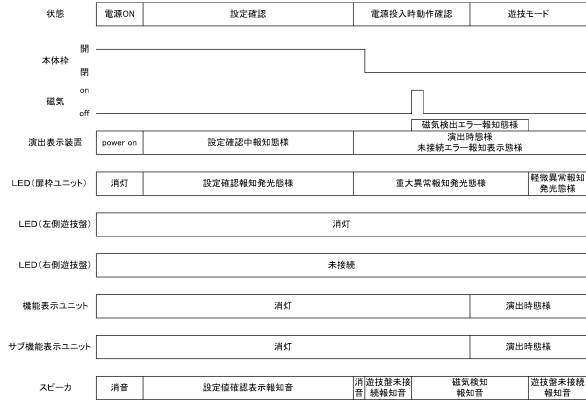 状態 電源ON 設定確認 電源投入時動作確認 遊技モード
開
本体枠
閉
on
磁気
off
磁気検出エラー報知態様
演出表示装置 power on 設定確認中報知態様 演出時態様
未接続エラー報知表示態様
LED(扉枠ユニット) 消灯 設定確認報知発光態様 重大異常報知発光態様 軽微異常報知
発光態様
LED(左側遊技盤) 消灯
LED(右側遊技盤) 未接続
機能表示ユニット 消灯 演出時態様
サブ機能表示ユニット 消灯 演出時態様
スピーカ 消音 設定値確認表示報知音 消音 遊技盤未接続報知音 磁気検知
報知音 遊技盤未接続
報知音